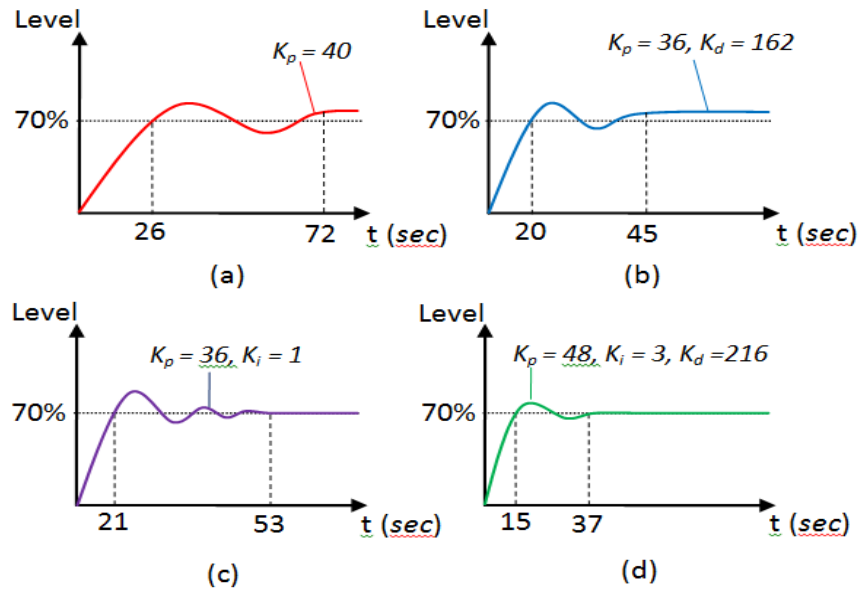 Level
Kp = 40
70%
26
72
t (sec)
(a)
Level
Kp = 36, Kd = 162
70%
20
45
t (sec)
(b)
Level
Kp = 36, Ki = 1
70%
21
53
t (sec)
(c)
Level
Kp = 48, Ki = 3, Kd =216
70%
15
37
t (sec)
(d)